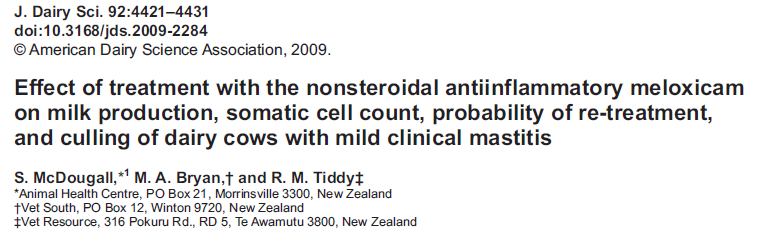 J. Dairy Sci. 92:4421–4431
doi:10.3168/jds.2009-2284
© American Dairy Science Association, 2009.
Effect of treatment with the nonsteroidal antiinflammatory meloxicam
on milk production, somatic cell count, probability of re-treatment,
and culling of dairy cows with mild clinical mastitis
S. McDougall,*¹ M. A. Bryan,† and R. M. Tiddy‡
*Animal Health Centre, PO Box 21, Morrinsville 3300, New Zealand
†Vet South, PO Box 12, Winton 9720, New Zealand
‡Vet Resource, 316 Pokuru Rd., RD 5, Te Awamutu 3800, New Zealand